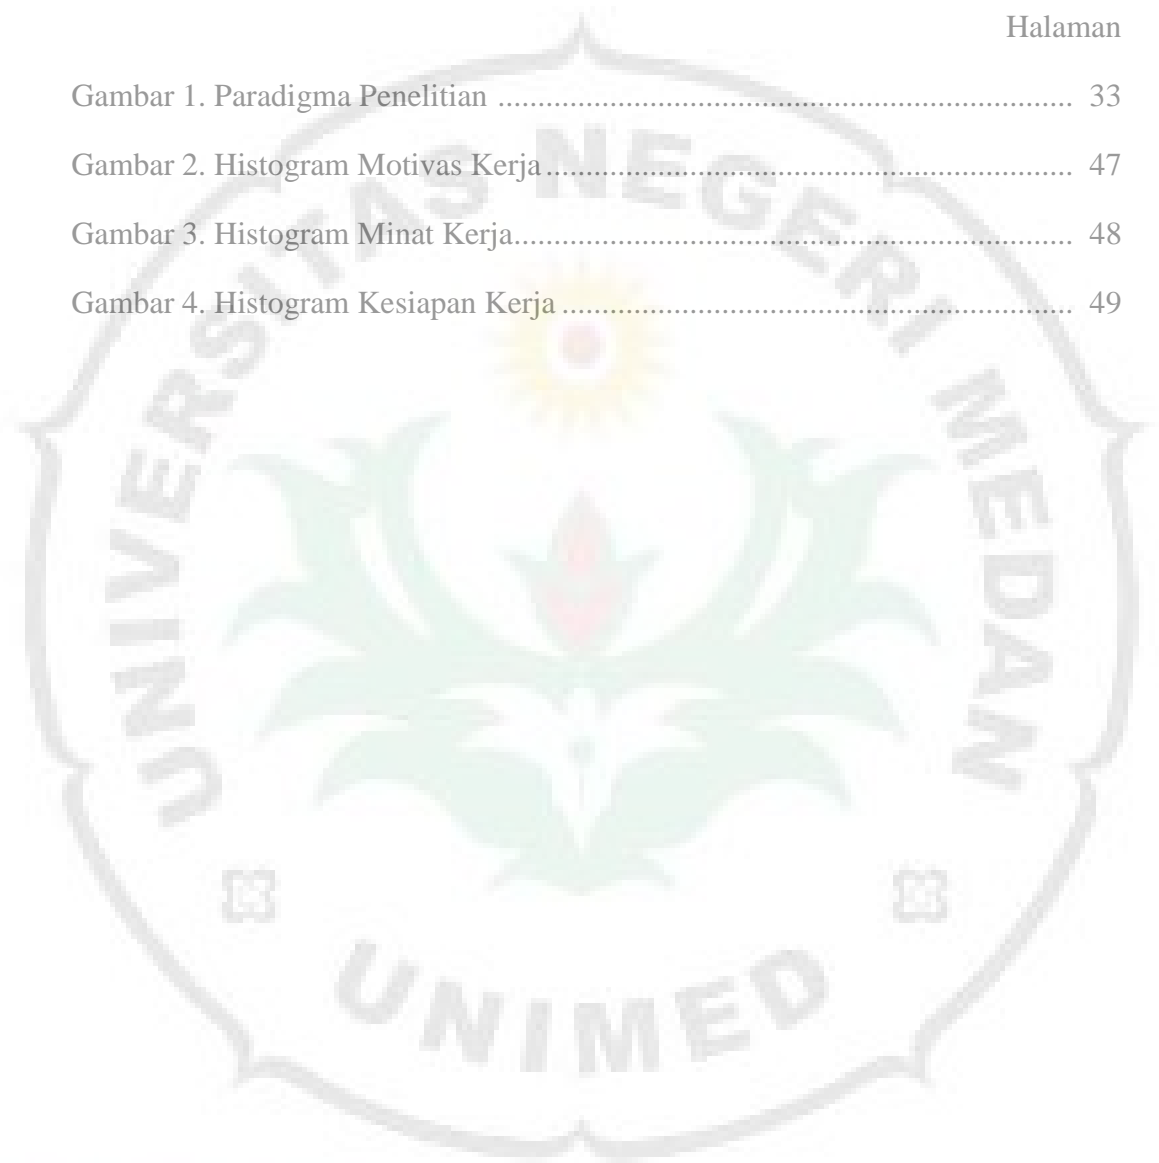 Halaman
Gambar 1. Paradigma Penelitian ........................................................................ 33
Gambar 2. Histogram Motivas Kerja ................................................................. 47
Gambar 3. Histogram Minat Kerja..................................................................... 48
Gambar 4. Histogram Kesiapan Kerja ............................................................... 49
UNIVERSITAS NEGERI MEDAN
UNIMED